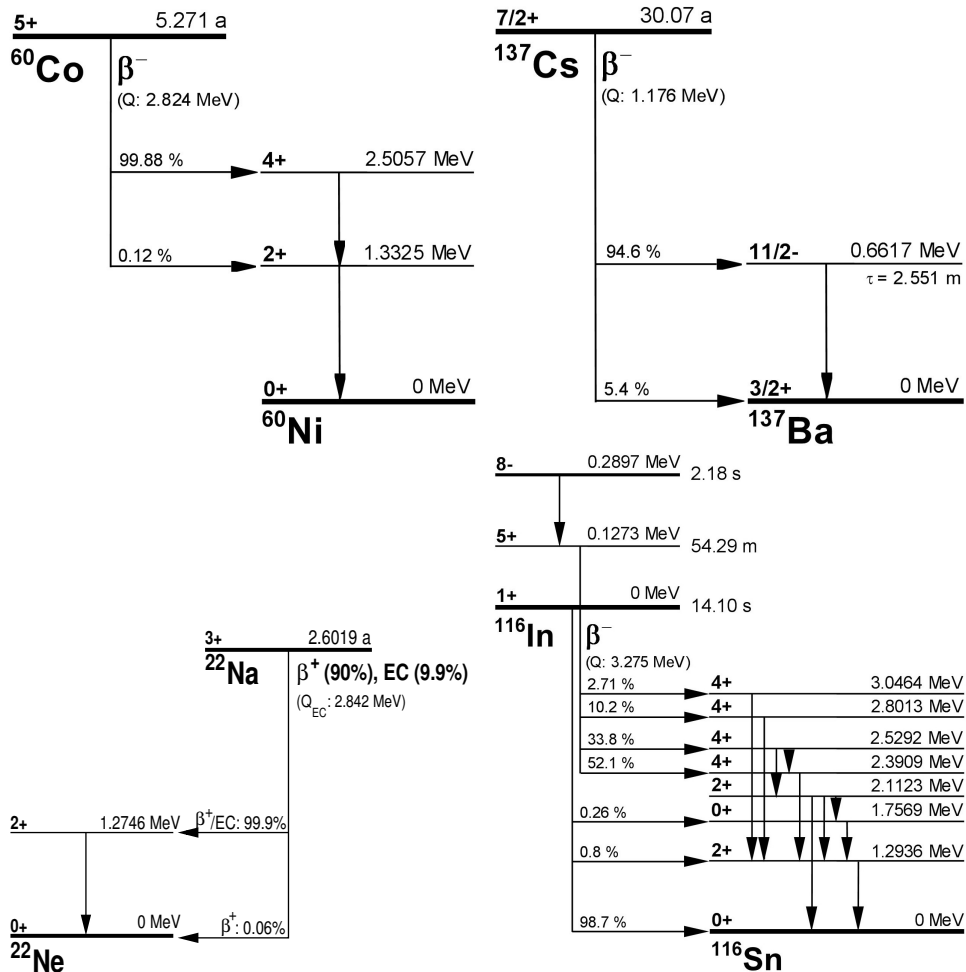 5+ 5.271 a
⁶⁰Co
β⁻
(Q: 2.824 MeV)
99.88 %
4+ 2.5057 MeV
0.12 %
2+ 1.3325 MeV
0+ 0 MeV
⁶⁰Ni
7/2+ 30.07 a
¹³⁷Cs
β⁻
(Q: 1.176 MeV)
94.6 %
11/2- 0.6617 MeV
τ = 2.551 m
5.4 %
3/2+ 0 MeV
¹³⁷Ba
3+ 2.6019 a
²²Na
β⁺ (90%), EC (9.9%)
(Q_EC: 2.842 MeV)
2+ 1.2746 MeV
β⁺/EC: 99.9%
0+ 0 MeV
β⁺: 0.06%
²²Ne
8- 0.2897 MeV
2.18 s
5+ 0.1273 MeV
54.29 m
1+ 0 MeV
14.10 s
¹¹⁶In
β⁻
(Q: 3.275 MeV)
2.71 % 4+ 3.0464 MeV
10.2 % 4+ 2.8013 MeV
33.8 % 4+ 2.5292 MeV
52.1 % 4+ 2.3909 MeV
2+ 2.1123 MeV
0.26 % 0+ 1.7569 MeV
0.8 % 2+ 1.2936 MeV
98.7 % 0+ 0 MeV
¹¹⁶Sn